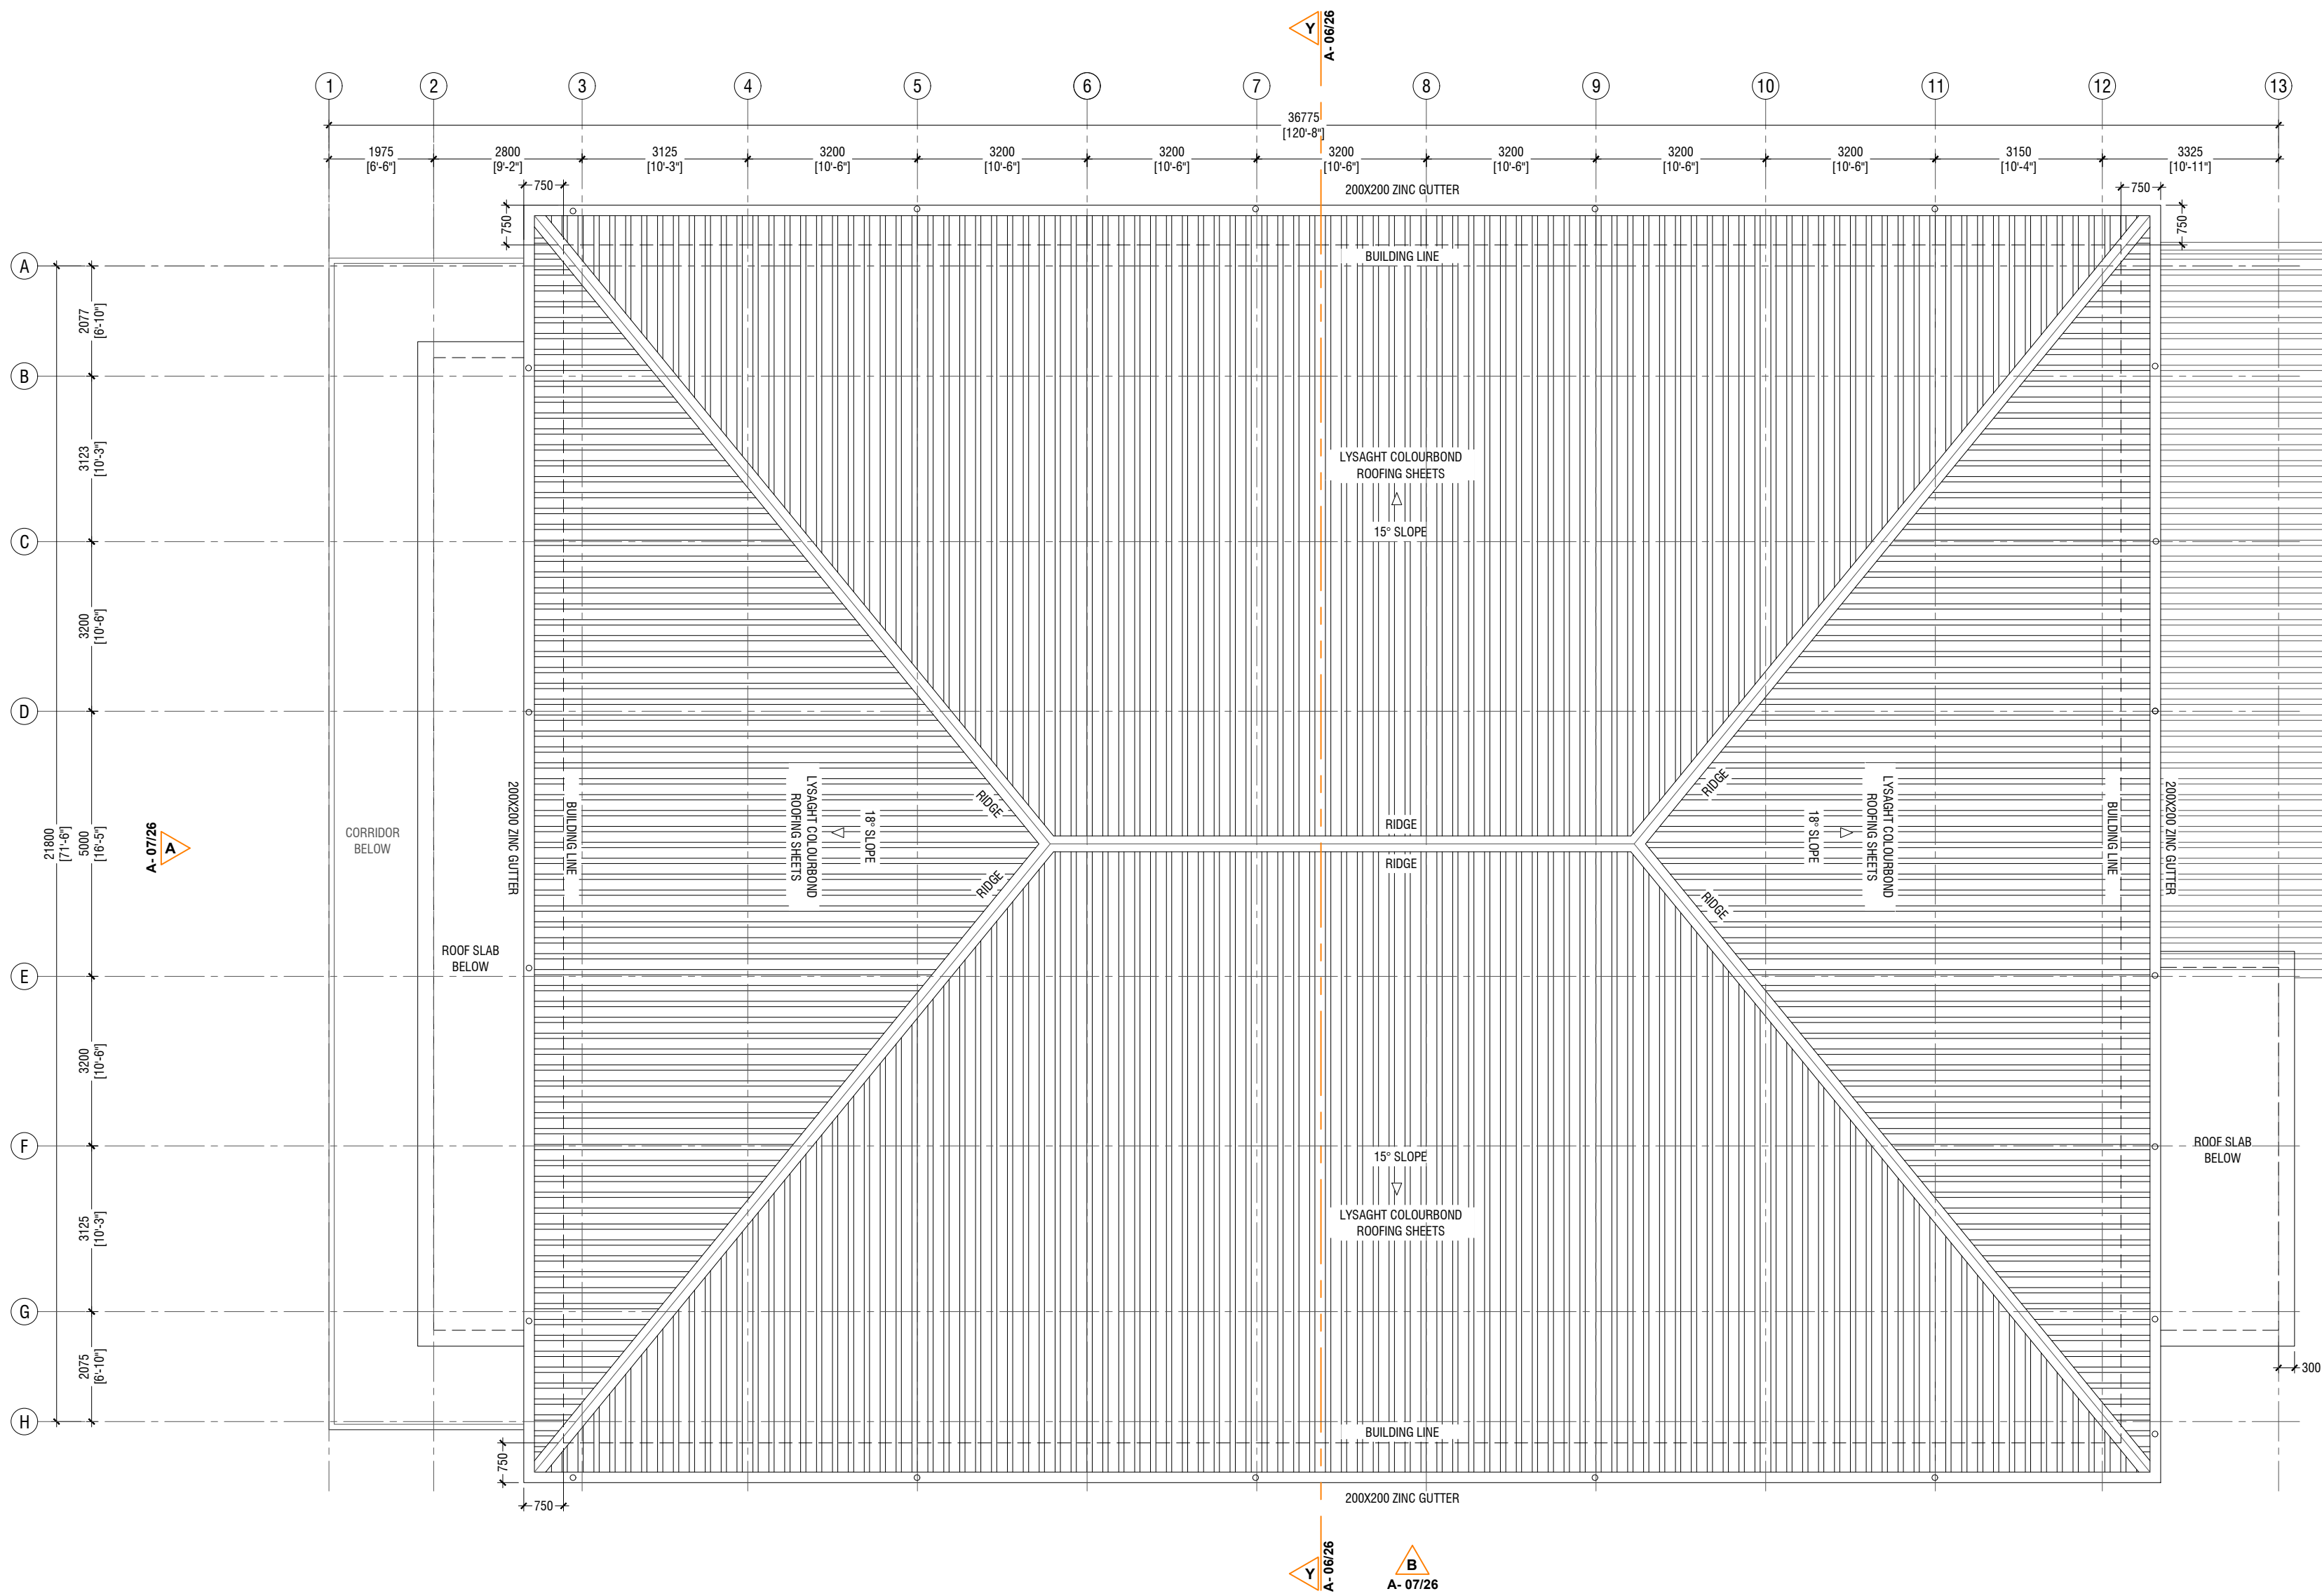 Y
A- 06/26
1
2
3
4
5
6
7
8
9
10
11
12
13
36775
[120'-8"]
1975
[6'-6"]
2800
[9'-2"]
3125
[10'-3"]
3200
[10'-6"]
3200
[10'-6"]
3200
[10'-6"]
3200
[10'-6"]
3200
[10'-6"]
3200
[10'-6"]
3200
[10'-6"]
3150
[10'-4"]
3325
[10'-11"]
750
200X200 ZINC GUTTER
750
750
750
A
BUILDING LINE
2077
[6'-10"]
B
3123
[10'-3"]
LYSAGHT COLOURBOND
ROOFING SHEETS
15° SLOPE
C
3200
[10'-6"]
D
21800
[71'-6"]
5000
[16'-5"]
A- 07/26
A
CORRIDOR
BELOW
ROOF SLAB
BELOW
200X200 ZINC GUTTER
BUILDING LINE
LYSAGHT COLOURBOND
ROOFING SHEETS
18° SLOPE
RIDGE
RIDGE
RIDGE
RIDGE
RIDGE
RIDGE
18° SLOPE
LYSAGHT COLOURBOND
ROOFING SHEETS
BUILDING LINE
200X200 ZINC GUTTER
E
3200
[10'-6"]
F
15° SLOPE
LYSAGHT COLOURBOND
ROOFING SHEETS
ROOF SLAB
BELOW
3125
[10'-3"]
G
2075
[6'-10"]
300
H
BUILDING LINE
750
750
200X200 ZINC GUTTER
Y
A- 06/26
B
A- 07/26